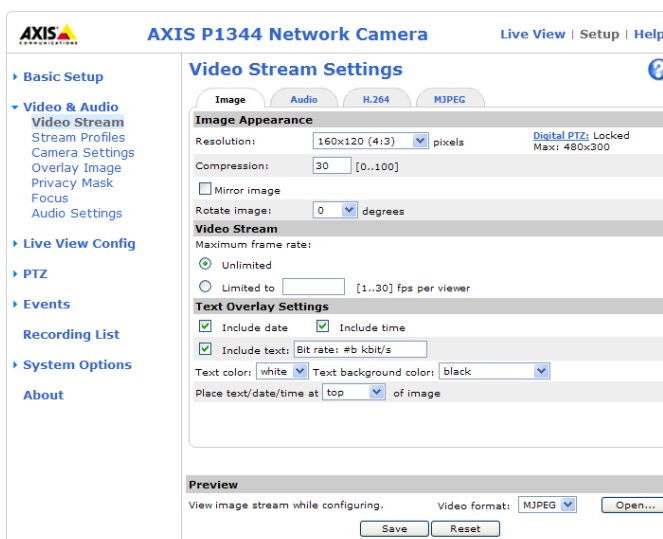 AXIS
COMMUNICATIONS
AXIS P1344 Network Camera
Live View | Setup | Help
Basic Setup
Video & Audio
Video Stream
Stream Profiles
Camera Settings
Overlay Image
Privacy Mask
Focus
Audio Settings
Live View Config
PTZ
Events
Recording List
System Options
About
Video Stream Settings
Image Audio H.264 MJPEG
Image Appearance
Resolution: 160x120 (4:3) pixels
Digital PTZ: Locked
Max: 480x300
Compression: 30 [0..100]
Mirror image
Rotate image: 0 degrees
Video Stream
Maximum frame rate:
Unlimited
Limited to [1..30] fps per viewer
Text Overlay Settings
Include date Include time
Include text: Bit rate: #b kbit/s
Text color: white Text background color: black
Place text/date/time at top of image
Preview
View image stream while configuring. Video format: MJPEG Open...
Save Reset